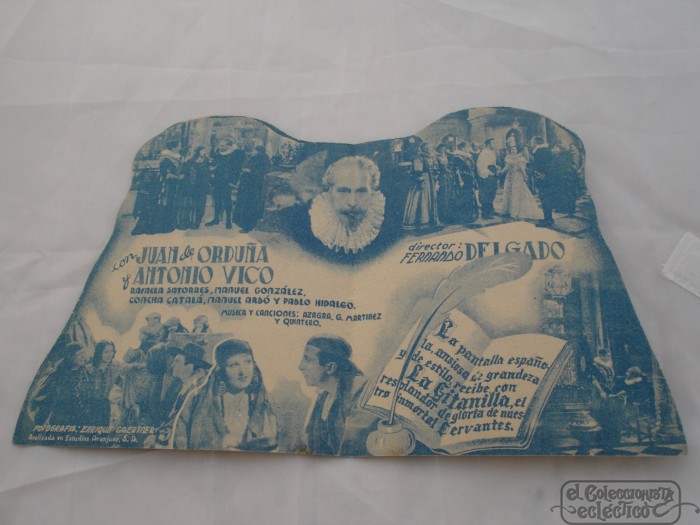 con JUAN de ORDUÑA
y ANTONIO VICO
RAFAELA SATORRES, MANUEL GONZÁLEZ,
CONCHA CATALÁ, MANUEL ARBÓ Y PABLO HIDALGO.
MUSICA Y CANCIONES: AZAGRA, G. MARTINEZ
Y QUINTERO.
director:
FERNANDO DELGADO
La pantalla españo-
la, ansiosa de grandeza
y de estilo, recibe con
La Gitanilla, el
resplandor de gloria de nues-
tro inmortal Cervantes.
FOTOGRAFIA: ENRIQUE GAERTNER
Realizada en Estudios Aranjuez, S. A.
el Coleccionista
ecléctico